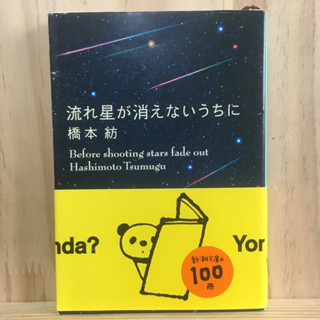 流れ星が消えないうちに
橋本 紡
Before shooting stars fade out
Hashimoto Tsumugu
nda?
Yon
新潮文庫の
100
冊